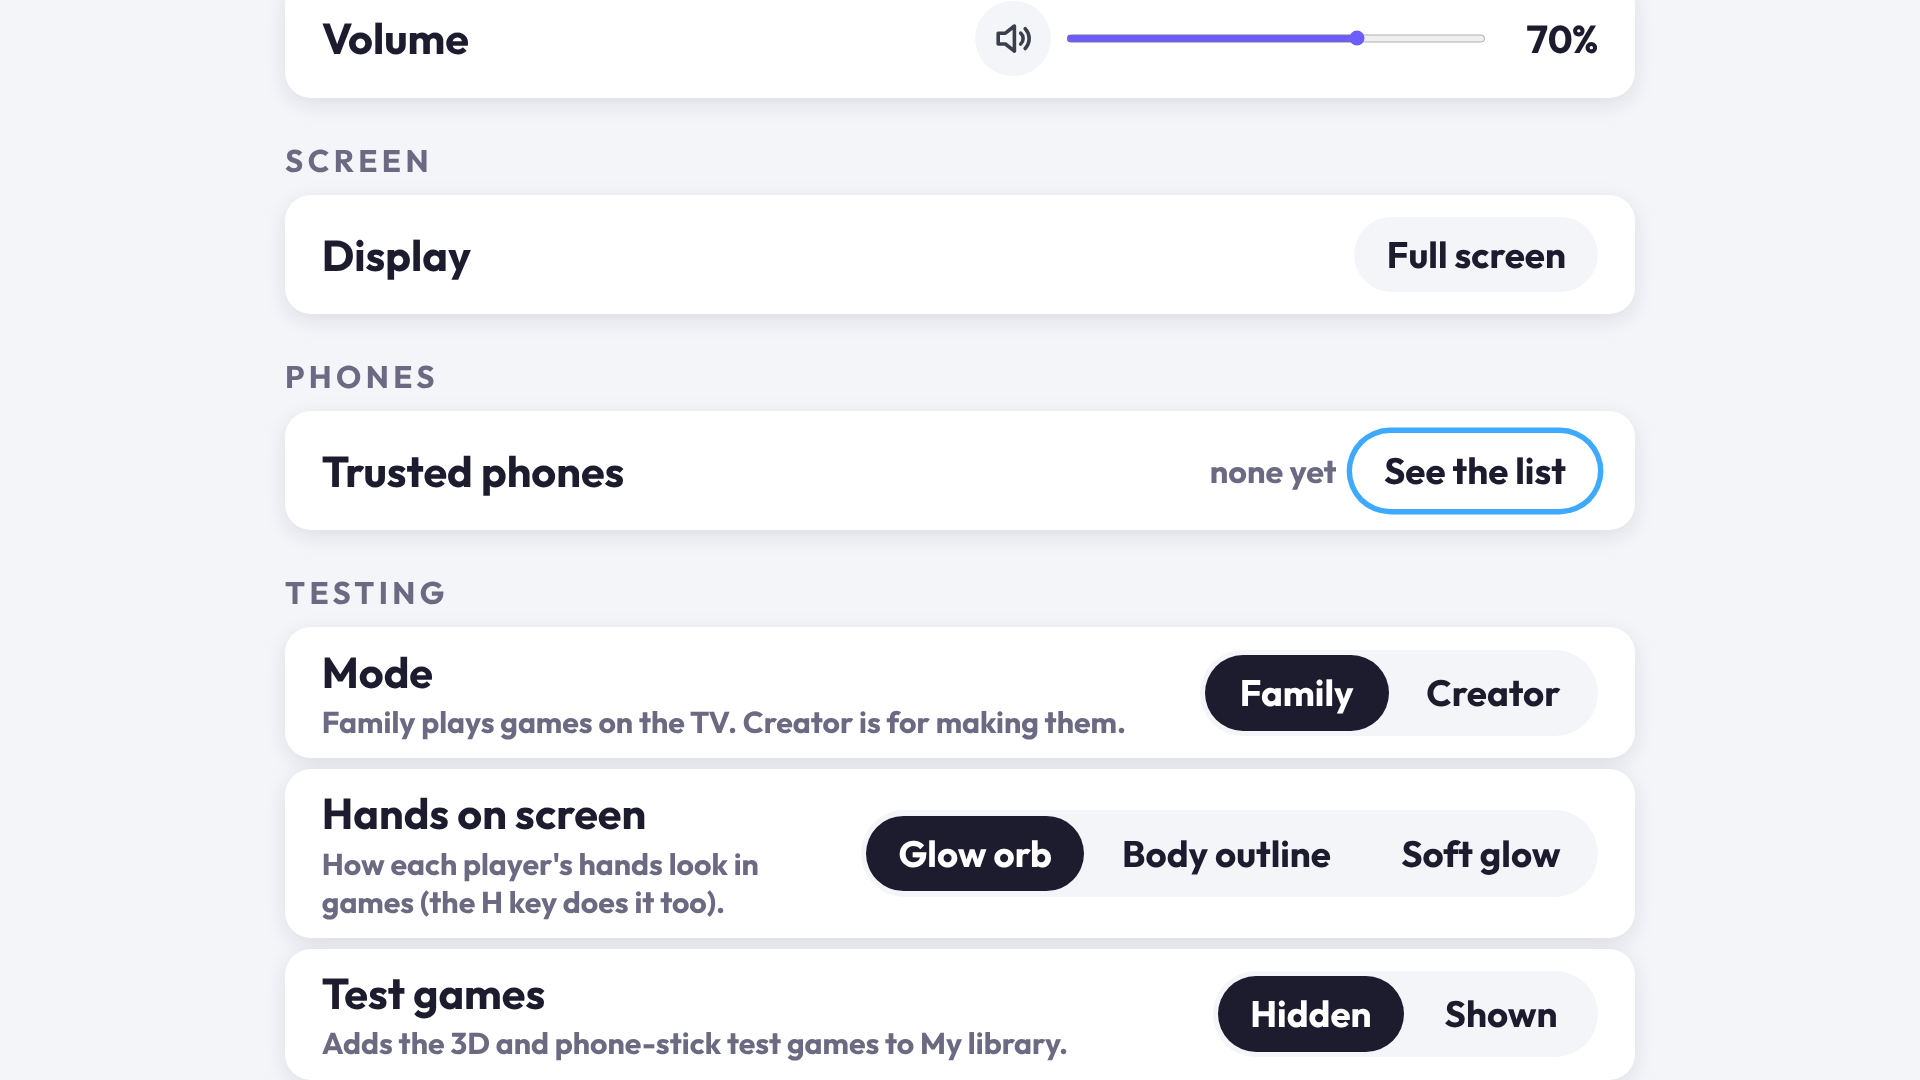 Volume
70%
SCREEN
Display
Full screen
PHONES
Trusted phones
none yet
See the list
TESTING
Mode
Family plays games on the TV. Creator is for making them.
Family
Creator
Hands on screen
How each player's hands look in
games (the H key does it too).
Glow orb
Body outline
Soft glow
Test games
Adds the 3D and phone-stick test games to My library.
Hidden
Shown